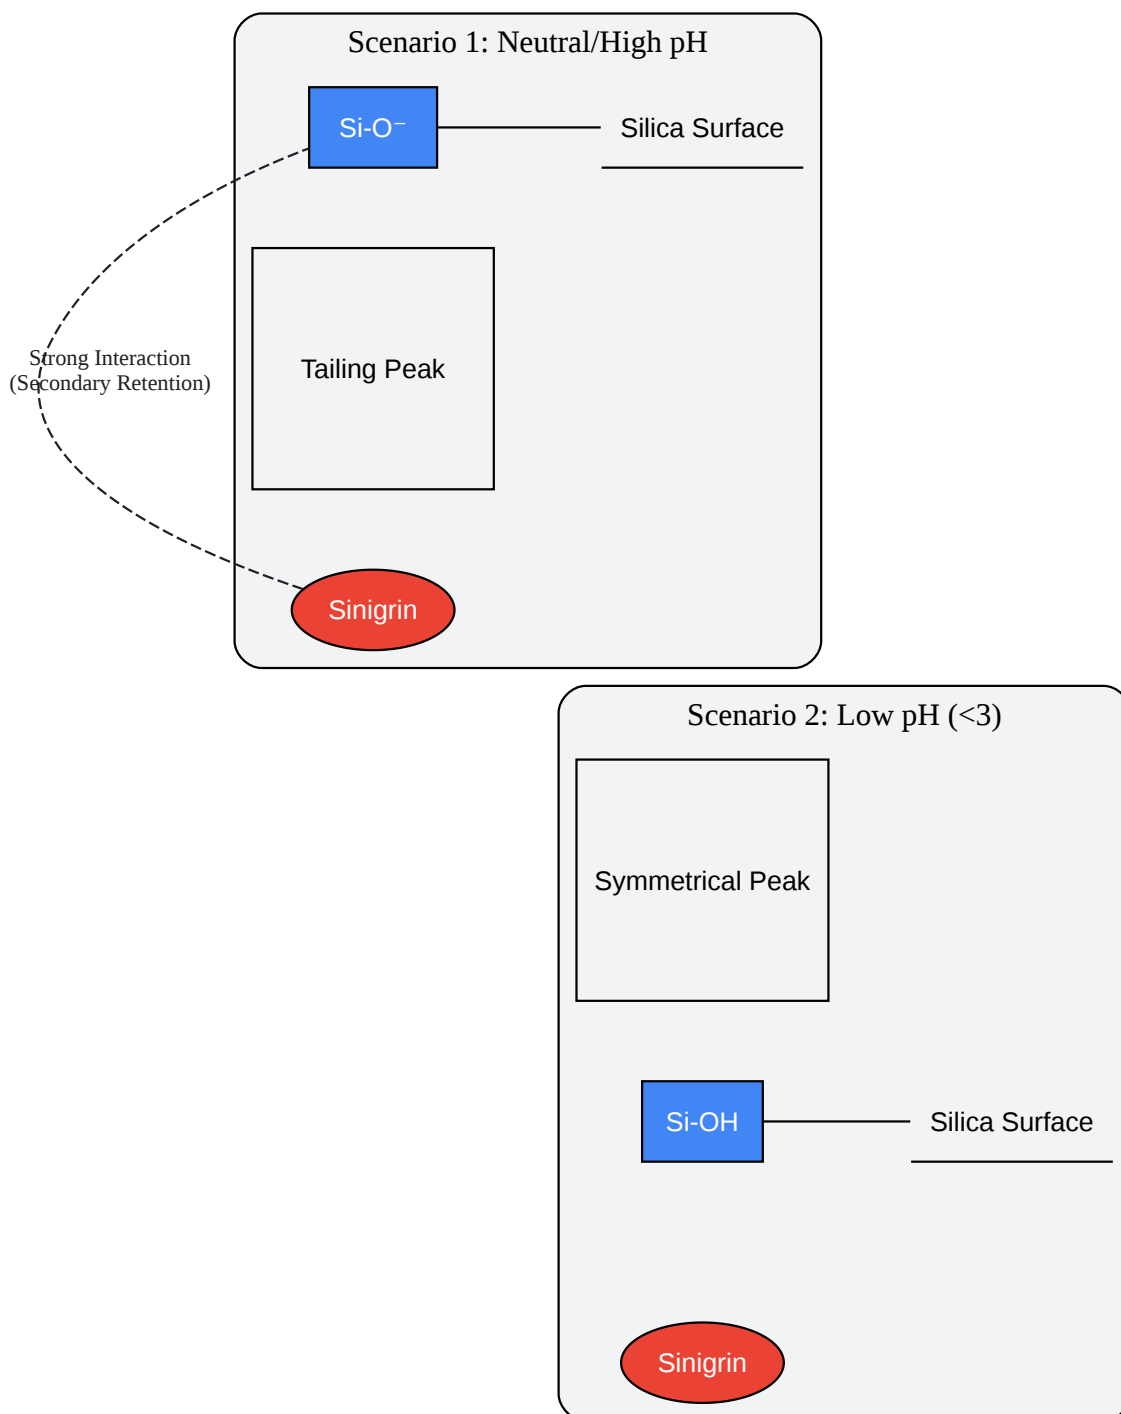 Scenario 1: Neutral/High pH
Si-O⁻
Silica Surface
Strong Interaction
(Secondary Retention)
Tailing Peak
Sinigrin
Scenario 2: Low pH (<3)
Symmetrical Peak
Si-OH
Silica Surface
Sinigrin